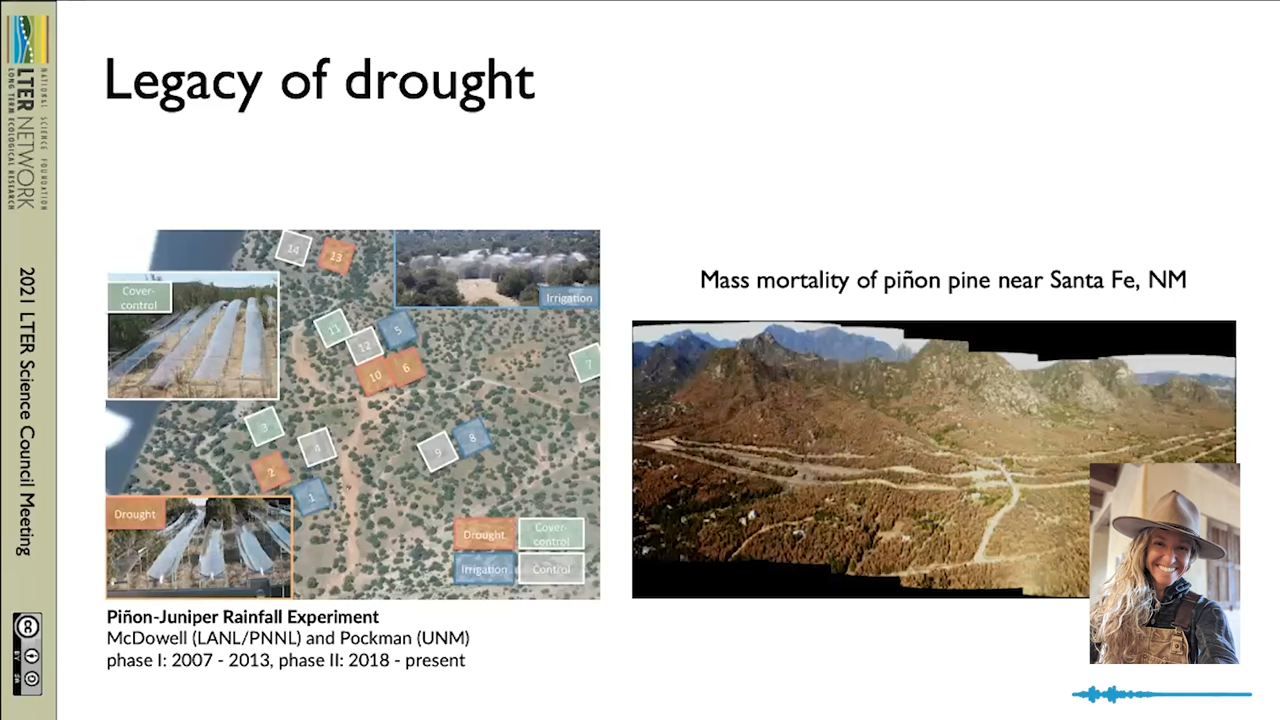 NATIONAL SCIENCE FOUNDATION
LTER NETWORK
LONG TERM ECOLOGICAL RESEARCH
2021 LTER Science Council Meeting
cc
BY
SA
Legacy of drought
14
13
Cover-
control
Irrigation
11
12
5
10
6
7
3
4
9
8
2
1
Drought
Drought
Cover-
control
Irrigation
Control
Piñon-Juniper Rainfall Experiment
McDowell (LANL/PNNL) and Pockman (UNM)
phase I: 2007 - 2013, phase II: 2018 - present
Mass mortality of piñon pine near Santa Fe, NM